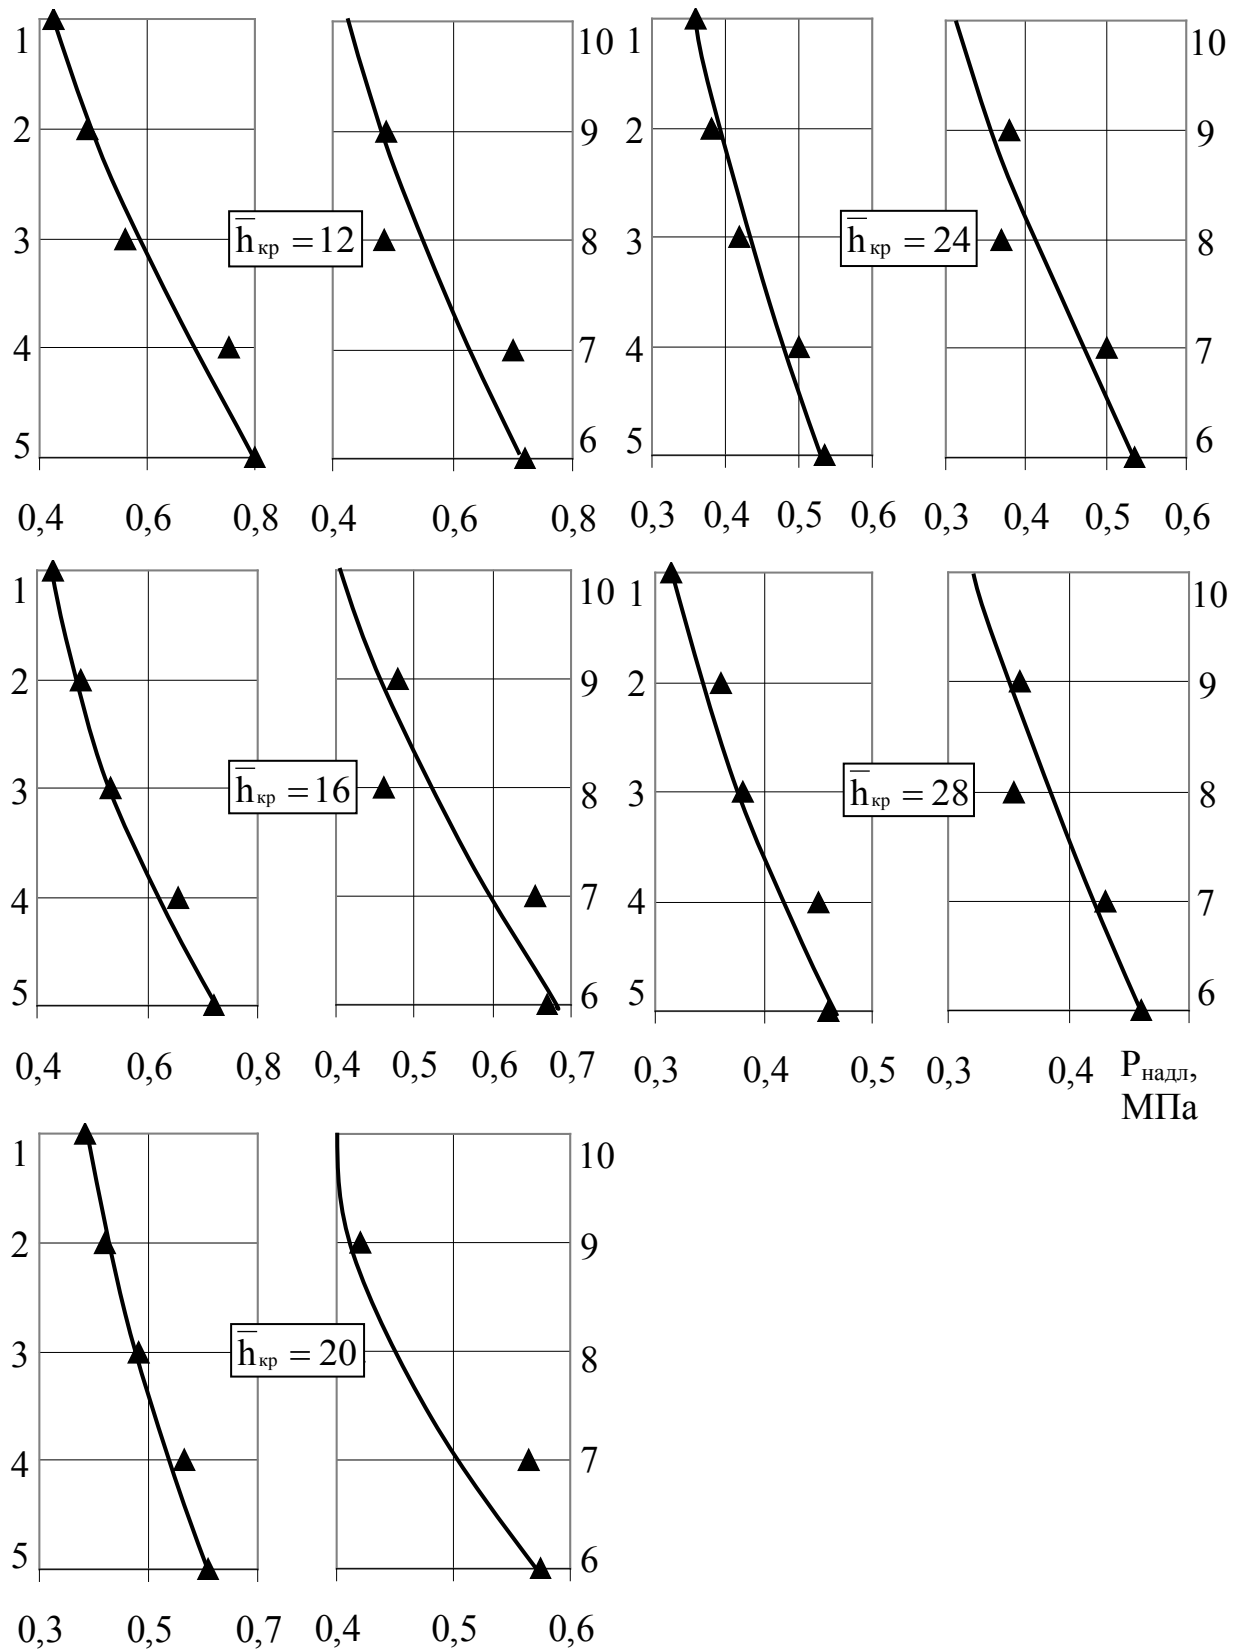 1 10 1 10
2 9 2 9
3 h̅кр = 12 8 3 h̅кр = 24 8
4 7 4 7
5 6 5 6
0,4 0,6 0,8 0,4 0,6 0,8 0,3 0,4 0,5 0,6 0,3 0,4 0,5 0,6
1 10 1 10
2 9 2 9
3 h̅кр = 16 8 3 h̅кр = 28 8
4 7 4 7
5 6 5 6
0,4 0,6 0,8 0,4 0,5 0,6 0,7 0,3 0,4 0,5 0,3 0,4 Рнадл,
МПа
1 10
2 9
3 h̅кр = 20 8
4 7
5 6
0,3 0,5 0,7 0,4 0,5 0,6